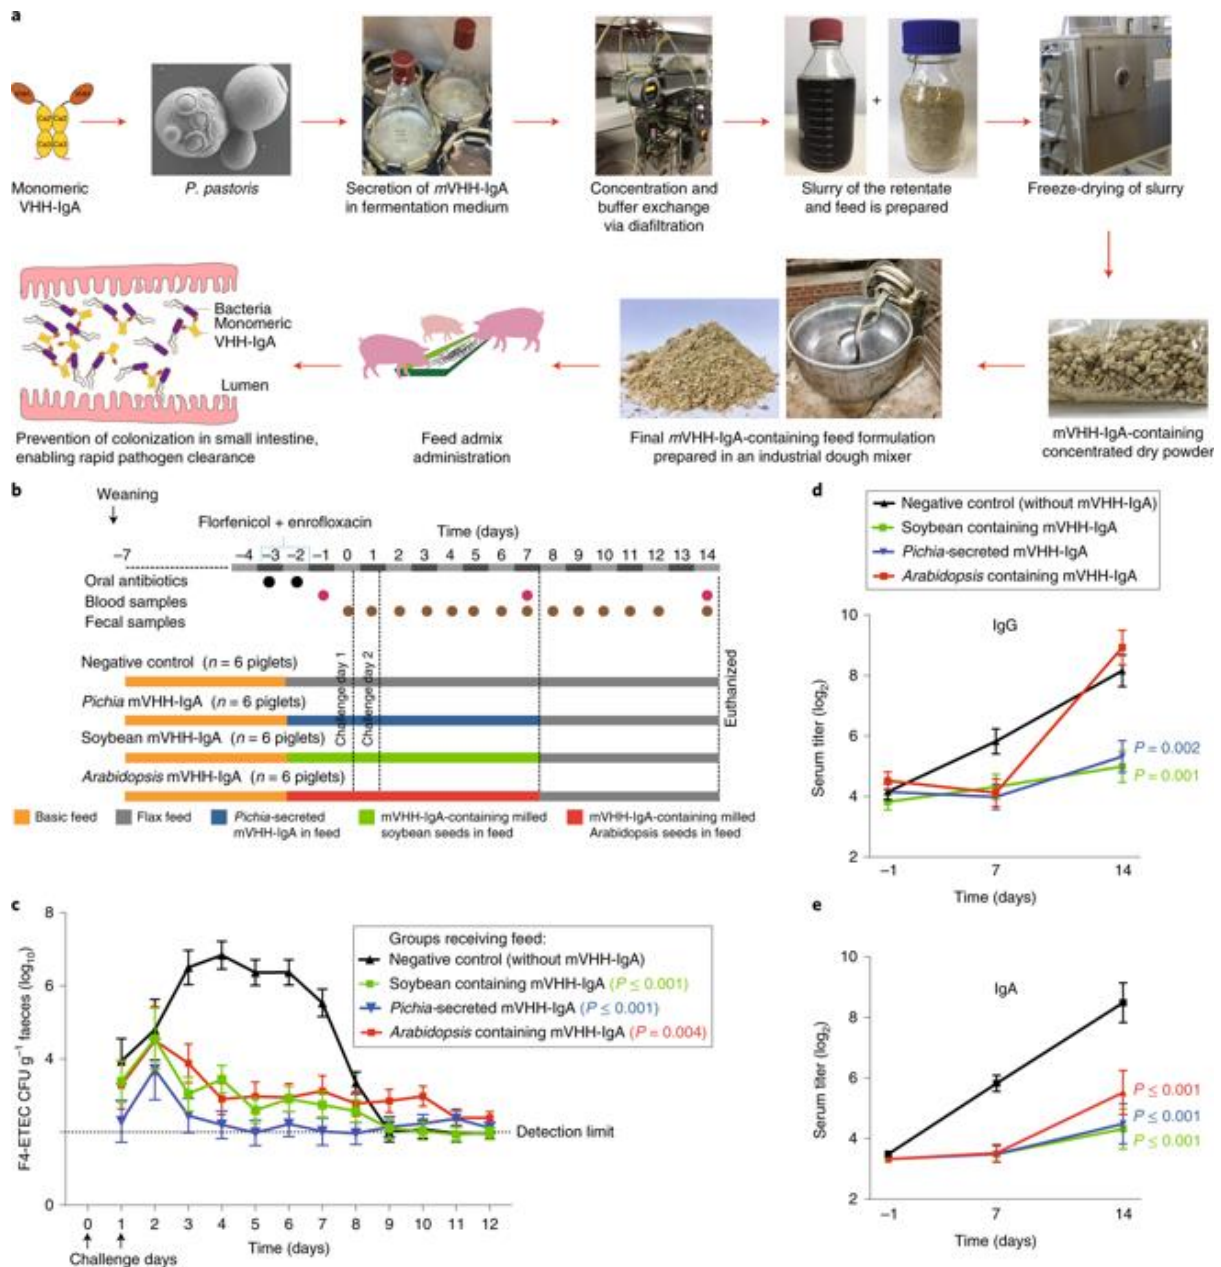 a
Monomeric
VHH-IgA
P. pastoris
Secretion of mVHH-IgA
in fermentation medium
Concentration and
buffer exchange
via diafiltration
+
Slurry of the retentate
and feed is prepared
Freeze-drying of slurry
Bacteria
Monomeric
VHH-IgA
Lumen
Prevention of colonization in small intestine,
enabling rapid pathogen clearance
Feed admix
administration
Final mVHH-IgA-containing feed formulation
prepared in an industrial dough mixer
mVHH-IgA-containing
concentrated dry powder
b
Weaning
Florfenicol + enrofloxacin
Time (days)
–7 –4 –3 –2 –1 0 1 2 3 4 5 6 7 8 9 10 11 12 14
Oral antibiotics
Blood samples
Fecal samples
Negative control (n = 6 piglets)
Pichia mVHH-IgA (n = 6 piglets)
Soybean mVHH-IgA (n = 6 piglets)
Arabidopsis mVHH-IgA (n = 6 piglets)
Challenge day 1
Challenge day 2
Euthanized
Basic feed
Flax feed
Pichia-secreted
mVHH-IgA in feed
mVHH-IgA-containing milled
soybean seeds in feed
mVHH-IgA-containing milled
Arabidopsis seeds in feed
c
F4-ETEC CFU g⁻¹ faeces (log₁₀)
8
6
4
2
0
Groups receiving feed:
Negative control (without mVHH-IgA)
Soybean containing mVHH-IgA (P ≤ 0.001)
Pichia-secreted mVHH-IgA (P ≤ 0.001)
Arabidopsis containing mVHH-IgA (P = 0.004)
Detection limit
0 1 2 3 4 5 6 7 8 9 10 11 12
Challenge days
Time (days)
d
Negative control (without mVHH-IgA)
Soybean containing mVHH-IgA
Pichia-secreted mVHH-IgA
Arabidopsis containing mVHH-IgA
IgG
Serum titer (log₂)
10
8
6
4
2
P = 0.002
P = 0.001
–1 7 14
Time (days)
e
IgA
Serum titer (log₂)
10
8
6
4
2
P ≤ 0.001
P ≤ 0.001
P ≤ 0.001
–1 7 14
Time (days)